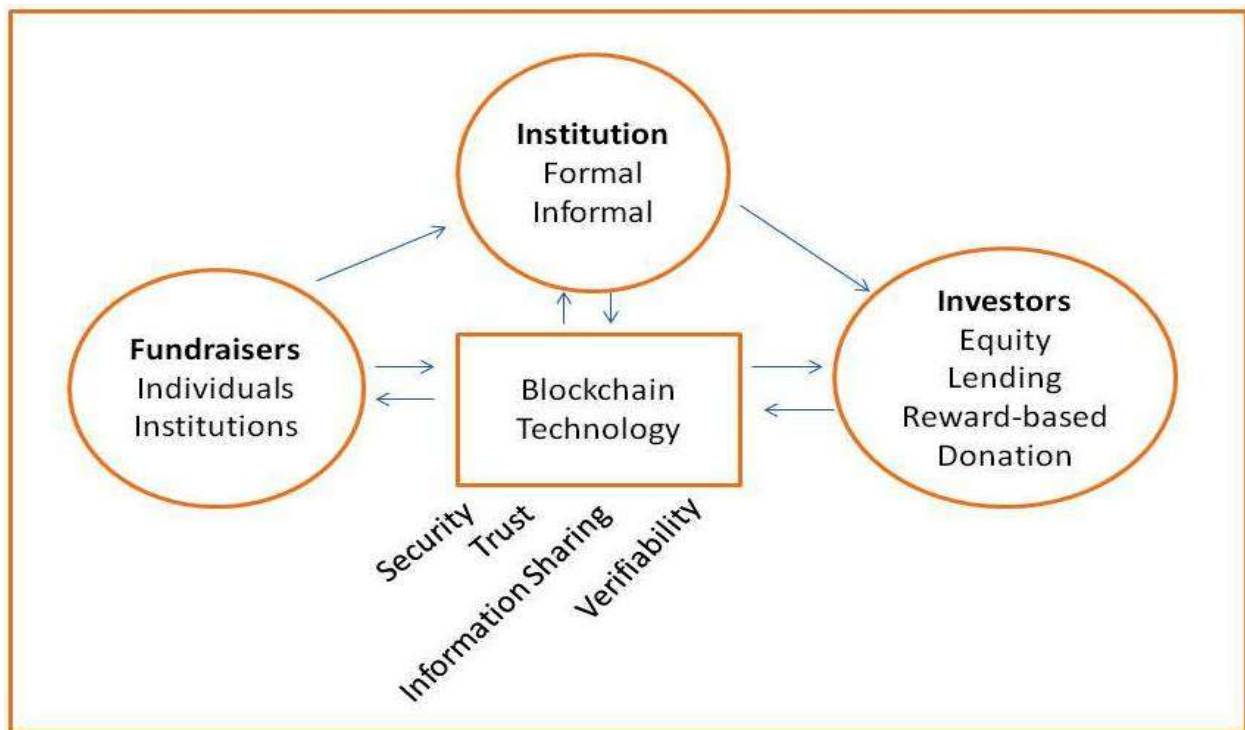 Institution
Formal
Informal
Fundraisers
Individuals
Institutions
Blockchain
Technology
Investors
Equity
Lending
Reward-based
Donation
Security
Trust
Information Sharing
Verifiability